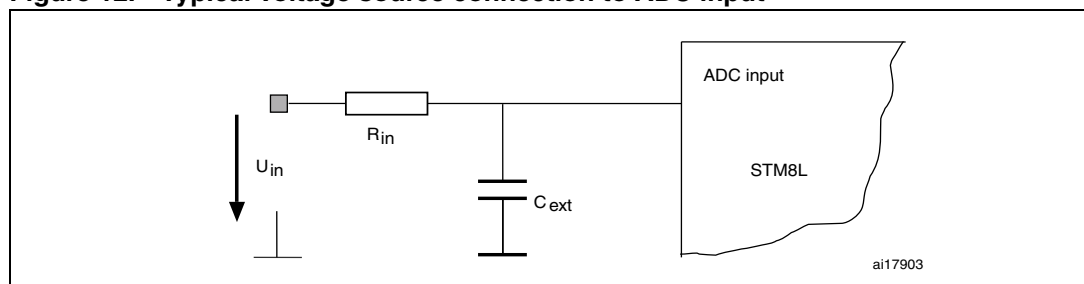 Figure 12. Typical voltage source connection to ADC input
ADC input
Rin
Uin
STM8L
Cext
ai17903